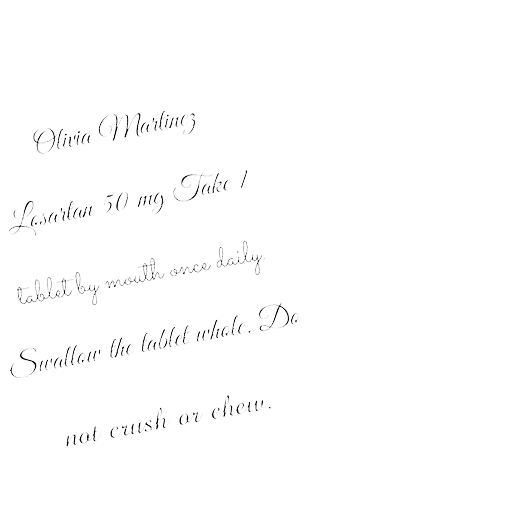 Olivia Martinez
Losartan 50 mg Take 1
tablet by mouth once daily.
Swallow the tablet whole. Do
not crush or chew.